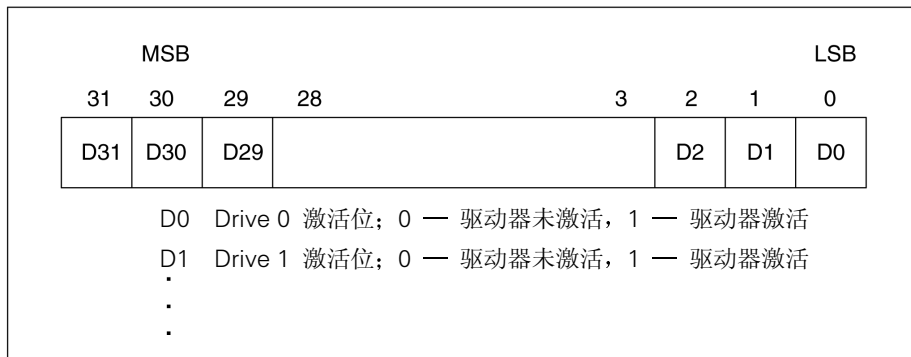 MSB LSB
31 30 29 28 3 2 1 0
D31 D30 D29 D2 D1 D0
D0 Drive 0 激活位；0 — 驱动器未激活，1 — 驱动器激活
D1 Drive 1 激活位；0 — 驱动器未激活，1 — 驱动器激活
.
.
.